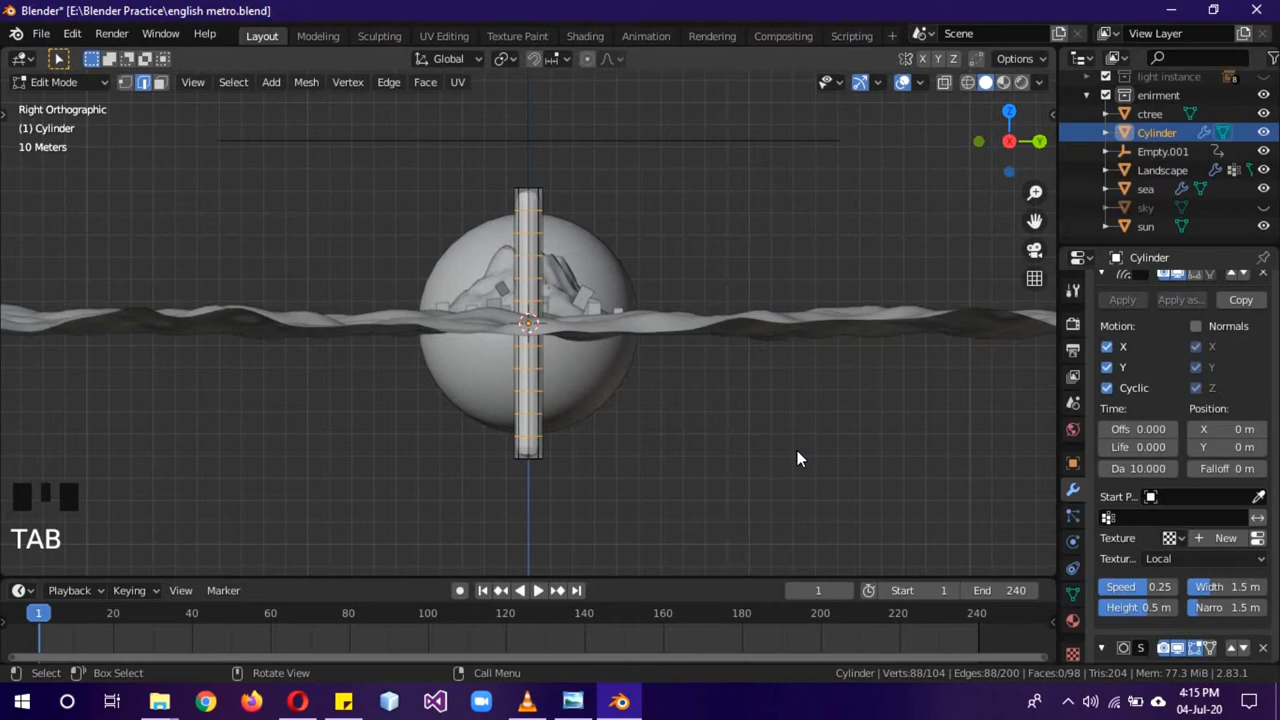 Blender* [E:\Blender Practice\english metro.blend]
File Edit Render Window Help Layout Modeling Sculpting UV Editing Texture Paint Shading Animation Rendering Compositing Scripting + Scene View Layer
Global X Y Z Options
Edit Mode View Select Add Mesh Vertex Edge Face UV
light instance 8
enirment
ctree
Cylinder
Empty.001
Landscape
sea
sky
sun
Right Orthographic
(1) Cylinder
10 Meters
Z
X Y
Cylinder
Apply Apply as... Copy
Motion: Normals
X X
Y Y
Cyclic Z
Time: Position:
Offs 0.000 X 0 m
Life 0.000 Y 0 m
Da 10.000 Falloff 0 m
Start P...
Texture + New
Textur... Local
Speed 0.25 Width 1.5 m
Height 0.5 m Narro 1.5 m
S
TAB
Playback Keying View Marker 1 Start 1 End 240
1 20 40 60 80 100 120 140 160 180 200 220 240
Select Box Select Rotate View Call Menu Cylinder | Verts:88/104 | Edges:88/200 | Faces:0/98 | Tris:204 | Mem: 77.3 MiB | 2.83.1
4:15 PM
04-Jul-20